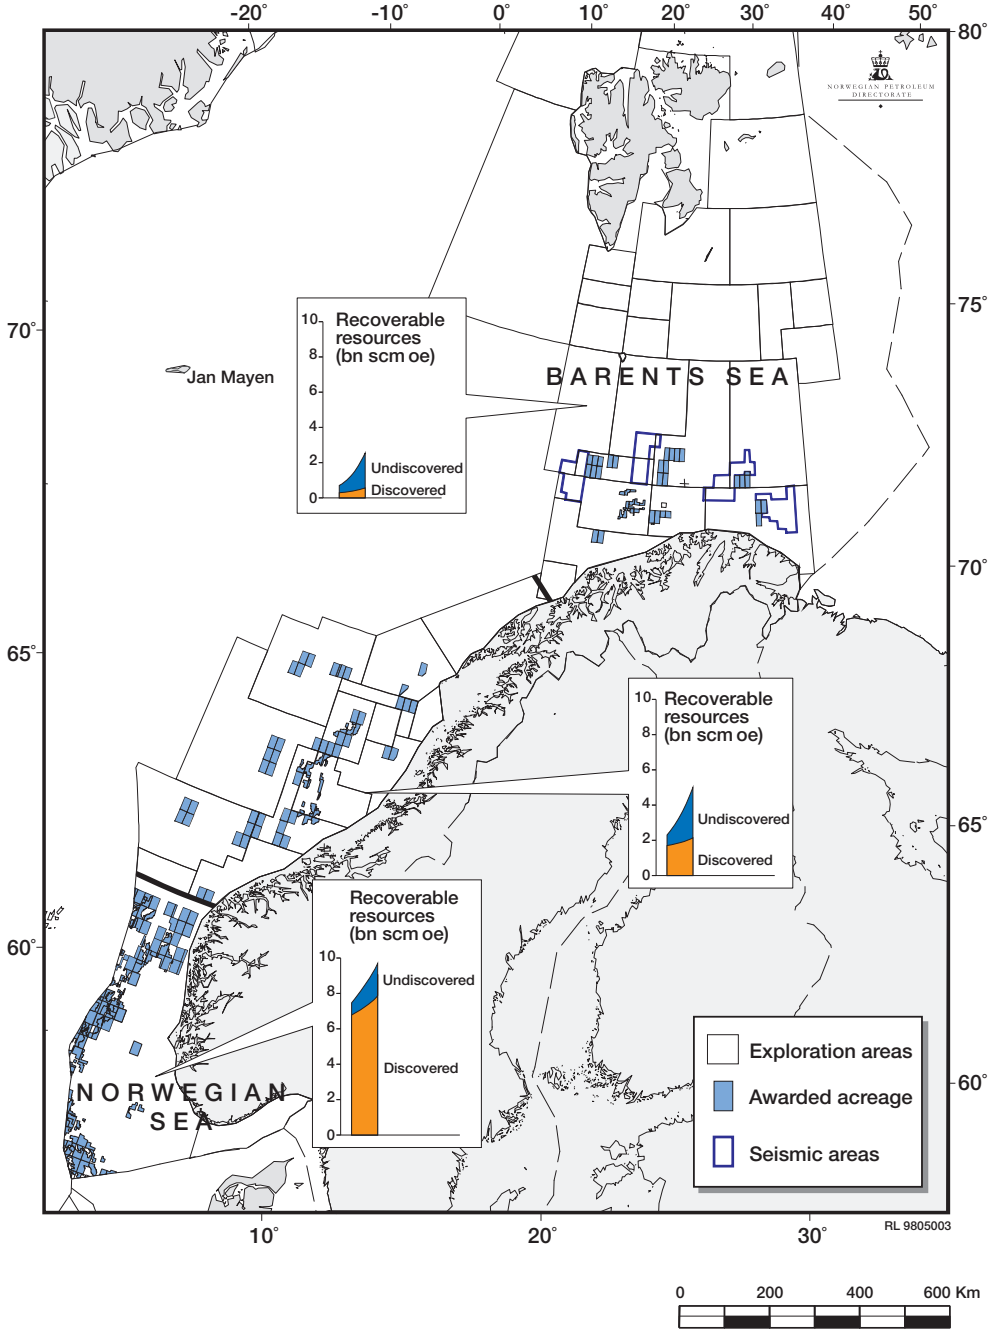 -20° -10° 0° 10° 20° 30° 40° 50°
80°
NORWEGIAN PETROLEUM
DIRECTORATE
75°
70°
10
8
6
4
2
0
Recoverable
resources
(bn scm oe)
Undiscovered
Discovered
BARENTS SEA
Jan Mayen
70°
65°
10
8
6
4
2
0
Recoverable
resources
(bn scm oe)
Undiscovered
Discovered
65°
10
8
6
4
2
0
Recoverable
resources
(bn scm oe)
Undiscovered
Discovered
60°
NORWEGIAN
SEA
Exploration areas
Awarded acreage
Seismic areas
60°
RL 9805003
10° 20° 30°
0 200 400 600 Km